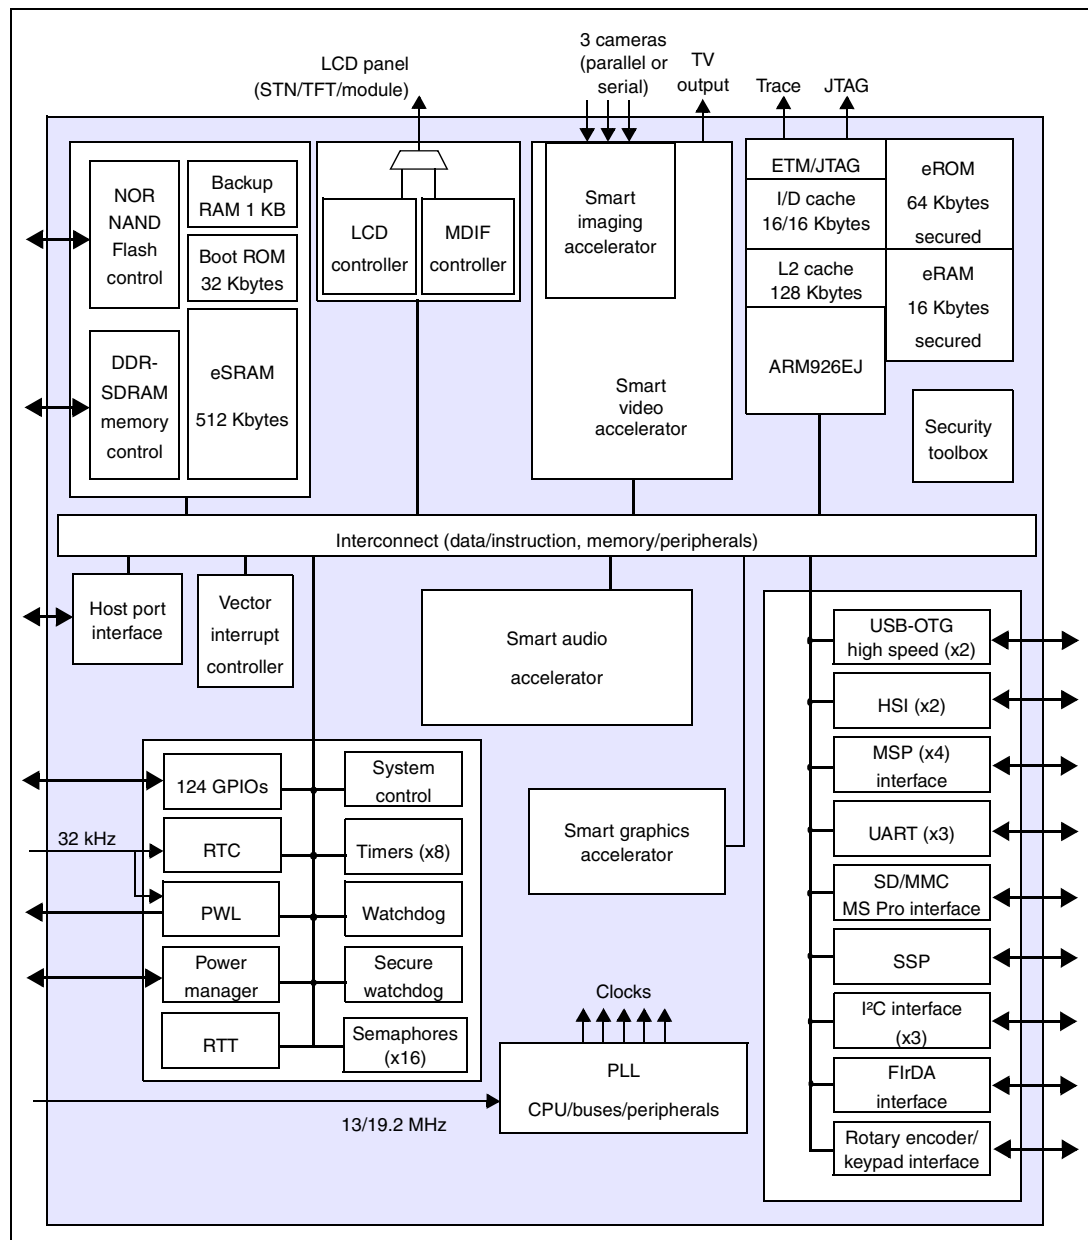 LCD panel
(STN/TFT/module)
3 cameras
(parallel or
serial)
TV
output
Trace
JTAG
NOR
NAND
Flash
control
Backup
RAM 1 KB
Boot ROM
32 Kbytes
DDR-
SDRAM
memory
control
eSRAM
512 Kbytes
LCD
controller
MDIF
controller
Smart
imaging
accelerator
Smart
video
accelerator
ETM/JTAG
I/D cache
16/16 Kbytes
L2 cache
128 Kbytes
ARM926EJ
eROM
64 Kbytes
secured
eRAM
16 Kbytes
secured
Security
toolbox
Interconnect (data/instruction, memory/peripherals)
Host port
interface
Vector
interrupt
controller
Smart audio
accelerator
Smart graphics
accelerator
124 GPIOs
System
control
32 kHz
RTC
Timers (x8)
PWL
Watchdog
Power
manager
Secure
watchdog
RTT
Semaphores
(x16)
Clocks
PLL
CPU/buses/peripherals
13/19.2 MHz
USB-OTG
high speed (x2)
HSI (x2)
MSP (x4)
interface
UART (x3)
SD/MMC
MS Pro interface
SSP
I²C interface
(x3)
FIrDA
interface
Rotary encoder/
keypad interface